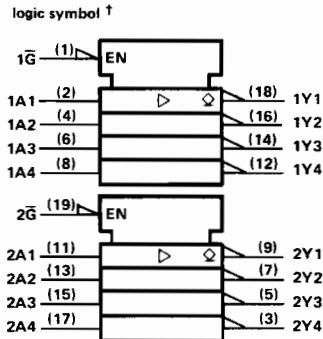 logic symbol †
1G̅ (1) EN
1A1 (2) (18) 1Y1
1A2 (4) (16) 1Y2
1A3 (6) (14) 1Y3
1A4 (8) (12) 1Y4
2G̅ (19) EN
2A1 (11) (9) 2Y1
2A2 (13) (7) 2Y2
2A3 (15) (5) 2Y3
2A4 (17) (3) 2Y4